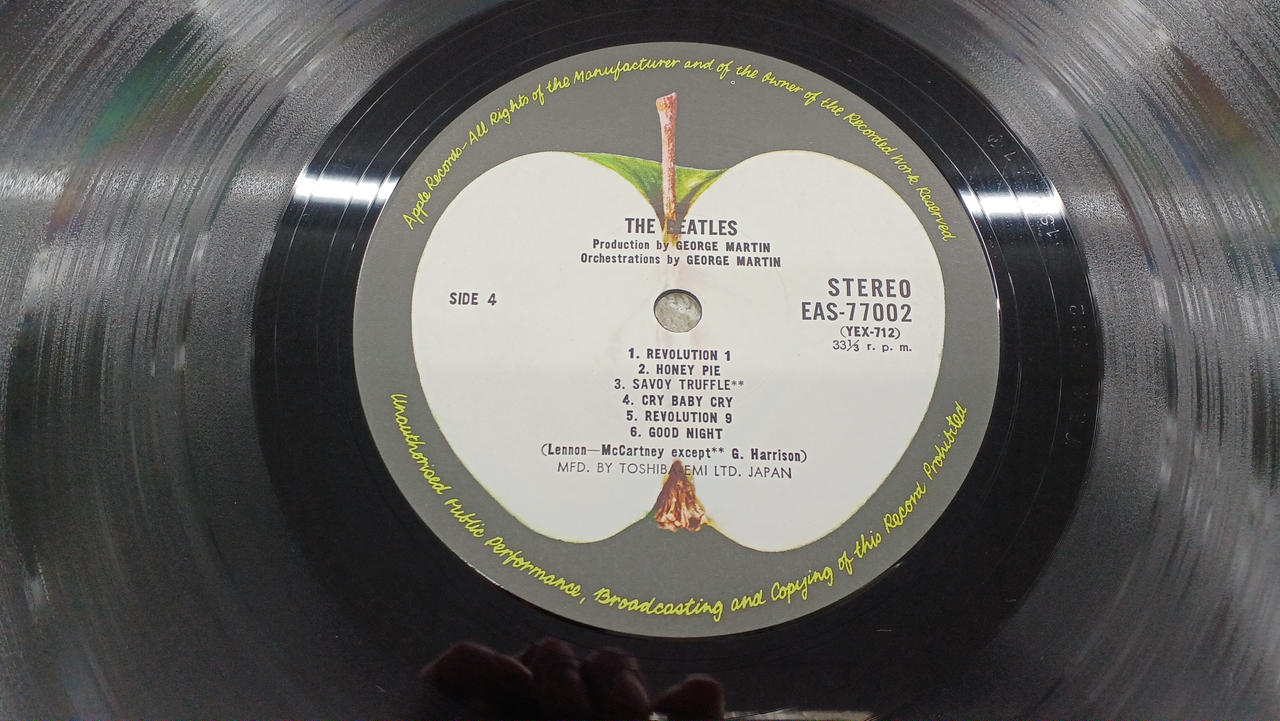 Apple Records—All Rights of the Manufacturer and of the Owner of the Recorded Work Reserved
THE BEATLES
Production by GEORGE MARTIN
Orchestrations by GEORGE MARTIN
SIDE 4
STEREO
EAS-77002
(YEX-712)
33⅓ r. p. m.
1. REVOLUTION 1
2. HONEY PIE
3. SAVOY TRUFFLE**
4. CRY BABY CRY
5. REVOLUTION 9
6. GOOD NIGHT
(Lennon—McCartney except** G. Harrison)
MFD. BY TOSHIBA-EMI LTD. JAPAN
Unauthorised Public Performance, Broadcasting and Copying of this Record Prohibited